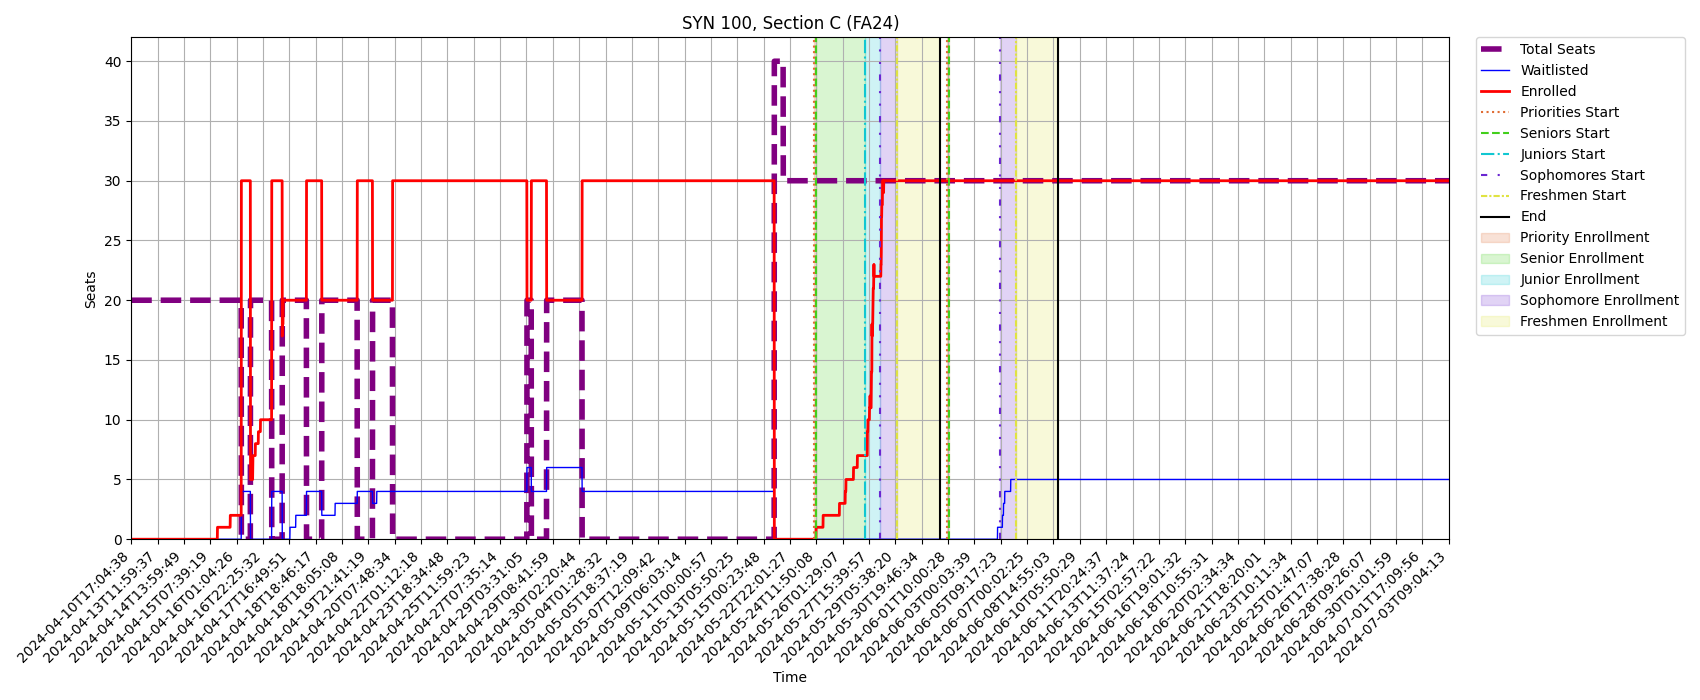 SYN 100, Section C (FA24)
Seats
40
35
30
25
20
15
10
5
0
2024-04-10T17:04:38
2024-04-13T11:59:37
2024-04-14T13:59:49
2024-04-15T07:39:19
2024-04-16T01:04:26
2024-04-16T22:25:32
2024-04-17T16:49:51
2024-04-18T18:46:17
2024-04-18T18:05:08
2024-04-19T21:41:19
2024-04-20T07:48:34
2024-04-22T01:12:18
2024-04-23T18:34:48
2024-04-25T11:59:23
2024-04-27T07:35:14
2024-04-29T03:31:05
2024-04-29T08:41:59
2024-04-30T02:20:44
2024-05-04T01:28:32
2024-05-05T18:37:19
2024-05-07T12:09:42
2024-05-09T06:03:14
2024-05-11T00:00:57
2024-05-13T05:50:25
2024-05-15T00:23:48
2024-05-22T22:01:27
2024-05-24T11:50:08
2024-05-26T01:29:07
2024-05-27T15:39:57
2024-05-29T05:38:20
2024-05-30T19:46:34
2024-06-01T10:00:28
2024-06-03T00:03:39
2024-06-05T09:17:23
2024-06-07T00:02:25
2024-06-08T14:55:03
2024-06-10T05:50:29
2024-06-11T20:24:37
2024-06-13T11:37:24
2024-06-15T02:57:22
2024-06-16T19:01:32
2024-06-18T10:55:31
2024-06-20T02:34:34
2024-06-21T18:20:01
2024-06-23T10:11:34
2024-06-25T01:47:07
2024-06-26T17:38:28
2024-06-28T09:26:07
2024-06-30T01:01:59
2024-07-01T17:09:56
2024-07-03T09:04:13
Time
Total Seats
Waitlisted
Enrolled
Priorities Start
Seniors Start
Juniors Start
Sophomores Start
Freshmen Start
End
Priority Enrollment
Senior Enrollment
Junior Enrollment
Sophomore Enrollment
Freshmen Enrollment